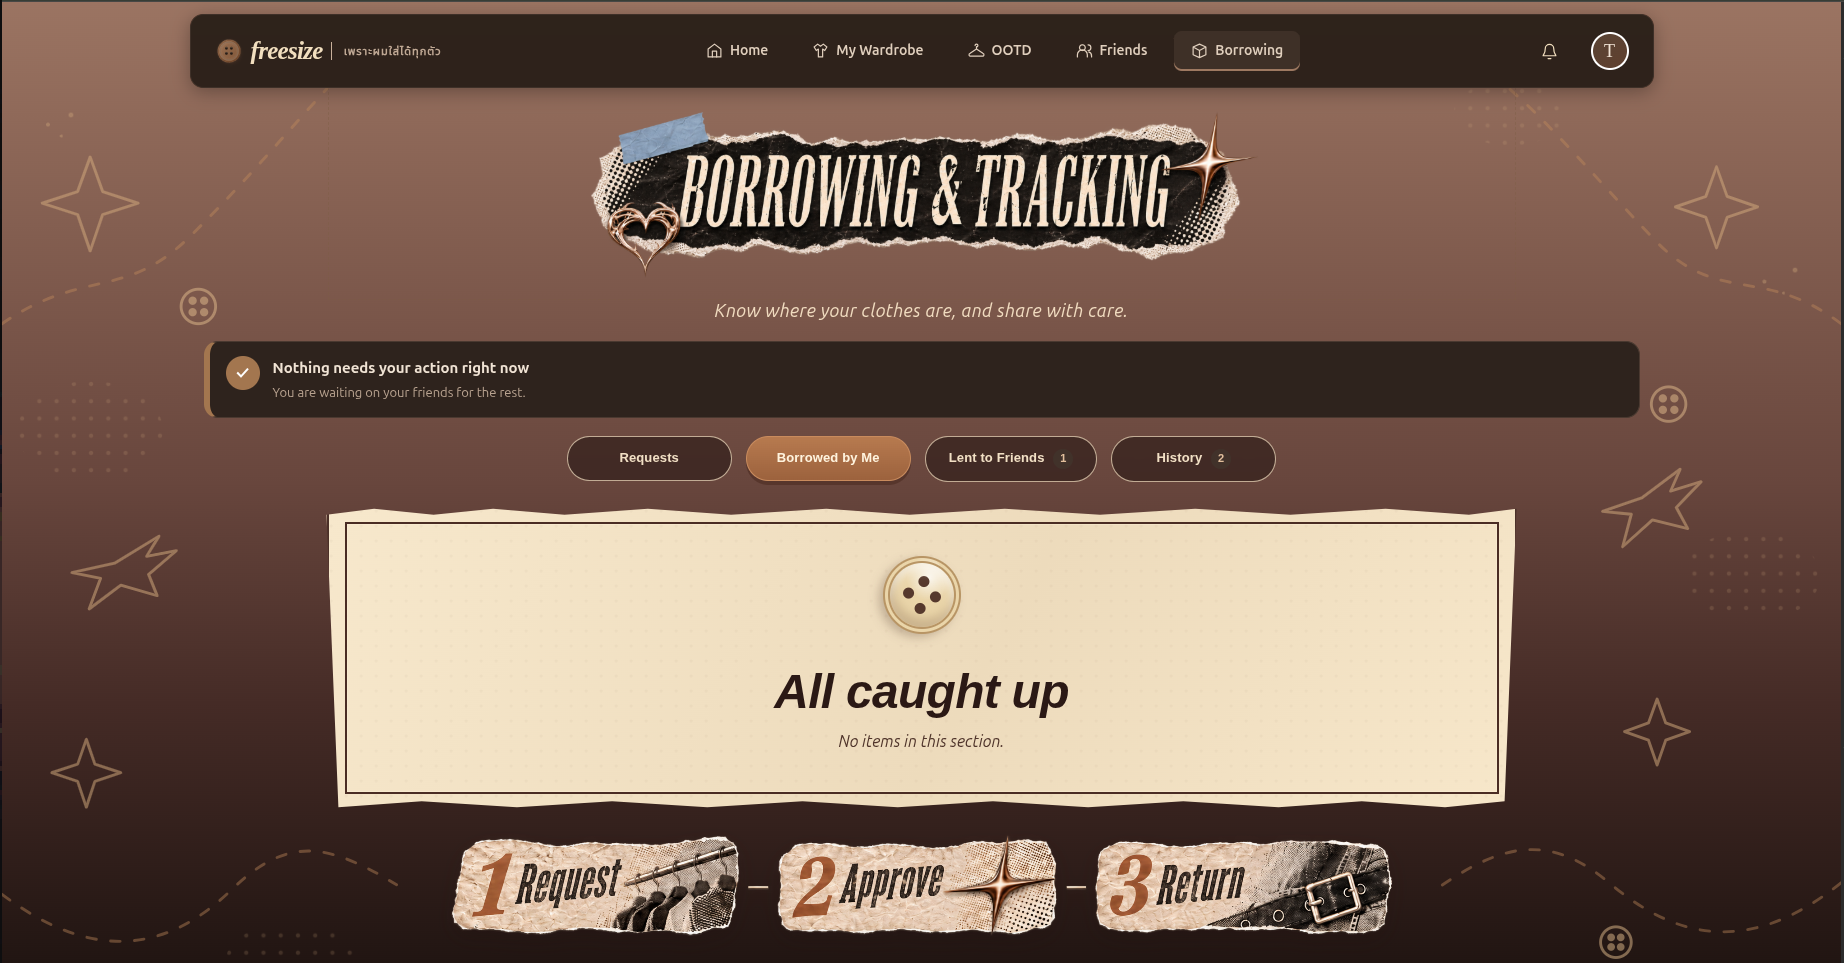 freesize
เพราะผมใส่ได้ทุกตัว
Home
My Wardrobe
OOTD
Friends
Borrowing
T
BORROWING & TRACKING
Know where your clothes are, and share with care.
Nothing needs your action right now
You are waiting on your friends for the rest.
Requests
Borrowed by Me
Lent to Friends 1
History 2
All caught up
No items in this section.
1 Request
2 Approve
3 Return